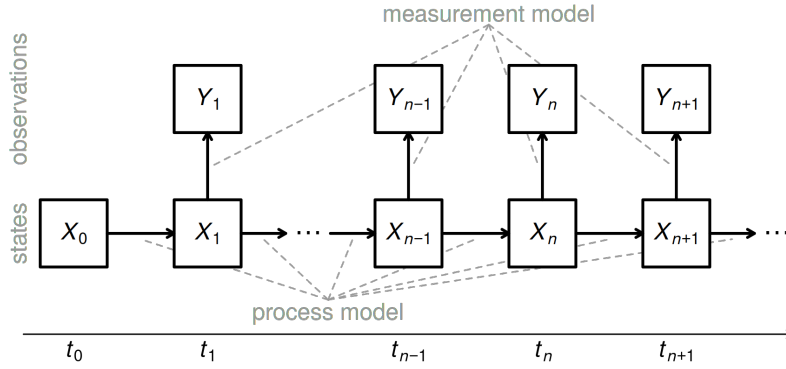 measurement model
observations
Y₁ Yₙ₋₁ Yₙ Yₙ₊₁
states
X₀ X₁ ··· Xₙ₋₁ Xₙ Xₙ₊₁ ···
process model
t₀ t₁ tₙ₋₁ tₙ tₙ₊₁